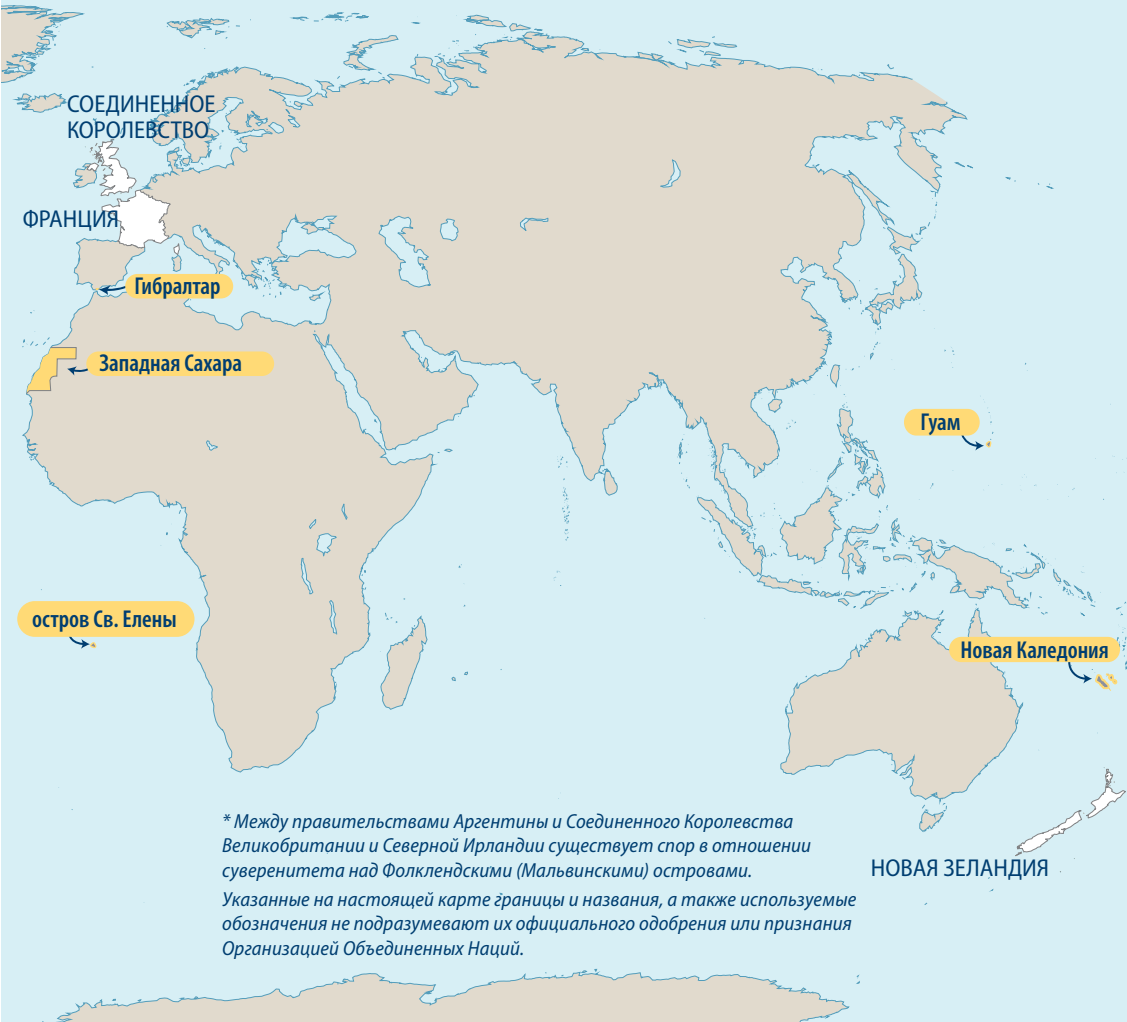 СОЕДИНЕННОЕ
КОРОЛЕВСТВО
ФРАНЦИЯ
Гибралтар
Западная Сахара
Гуам
остров Св. Елены
Новая Каледония
* Между правительствами Аргентины и Соединенного Королевства
Великобритании и Северной Ирландии существует спор в отношении
суверенитета над Фолклендскими (Мальвинскими) островами.
НОВАЯ ЗЕЛАНДИЯ
Указанные на настоящей карте границы и названия, а также используемые
обозначения не подразумевают их официального одобрения или признания
Организацией Объединенных Наций.